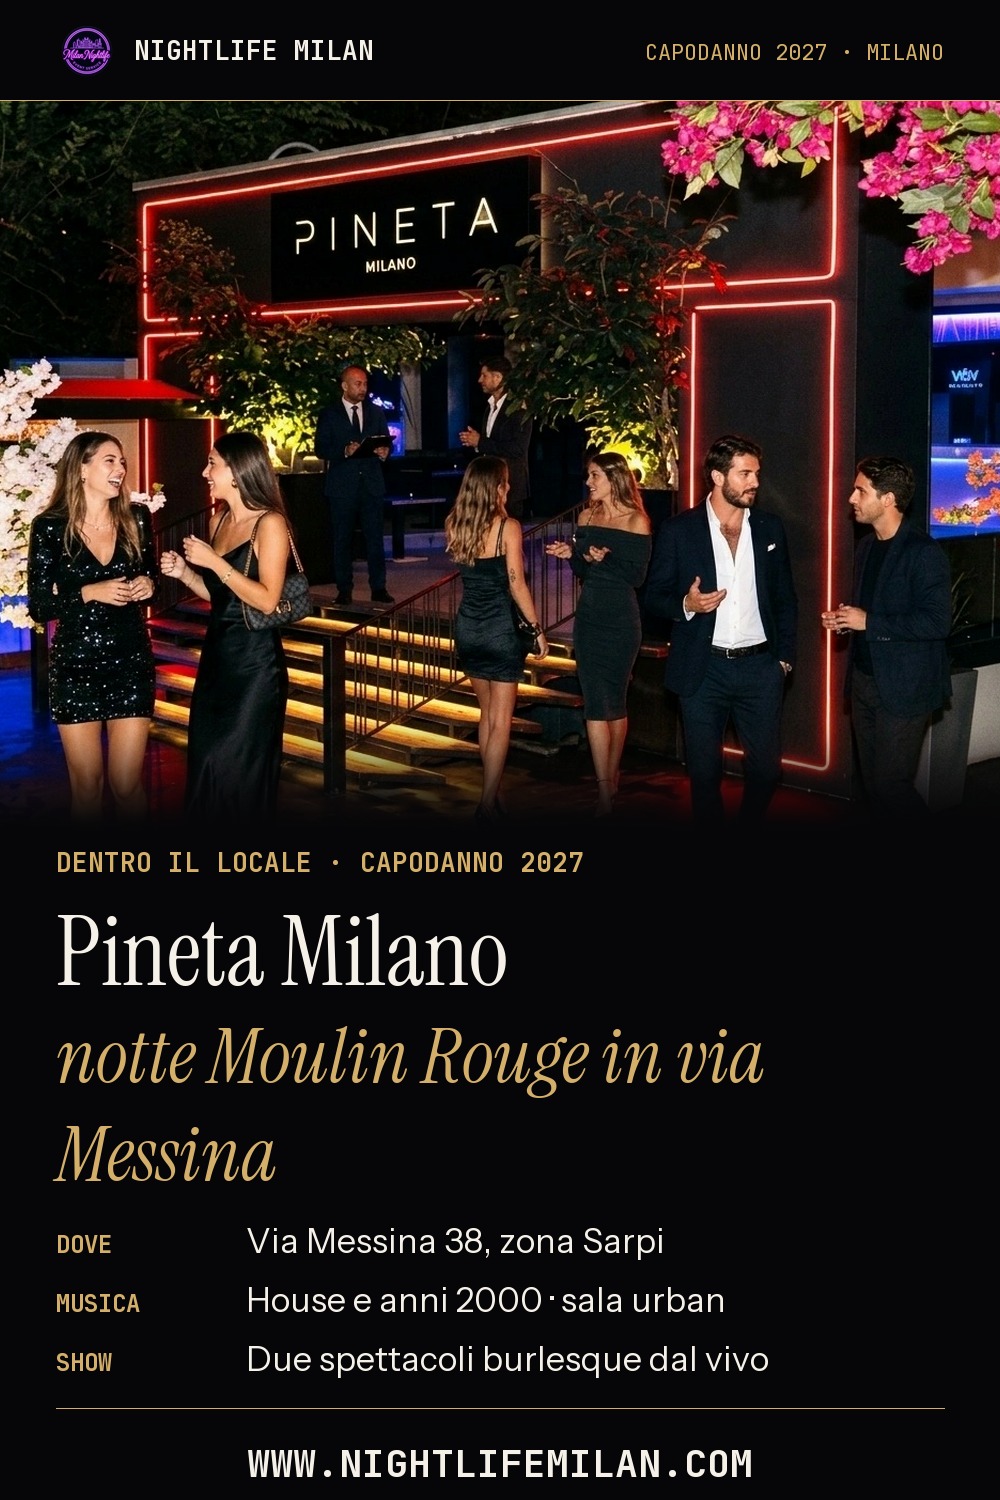 Milan Nightlife
NIGHTLIFE MILAN
CAPODANNO 2027 · MILANO
PINETA
MILANO
DENTRO IL LOCALE · CAPODANNO 2027
Pineta Milano
notte Moulin Rouge in via
Messina
DOVE Via Messina 38, zona Sarpi
MUSICA House e anni 2000 · sala urban
SHOW Due spettacoli burlesque dal vivo
WWW.NIGHTLIFEMILAN.COM